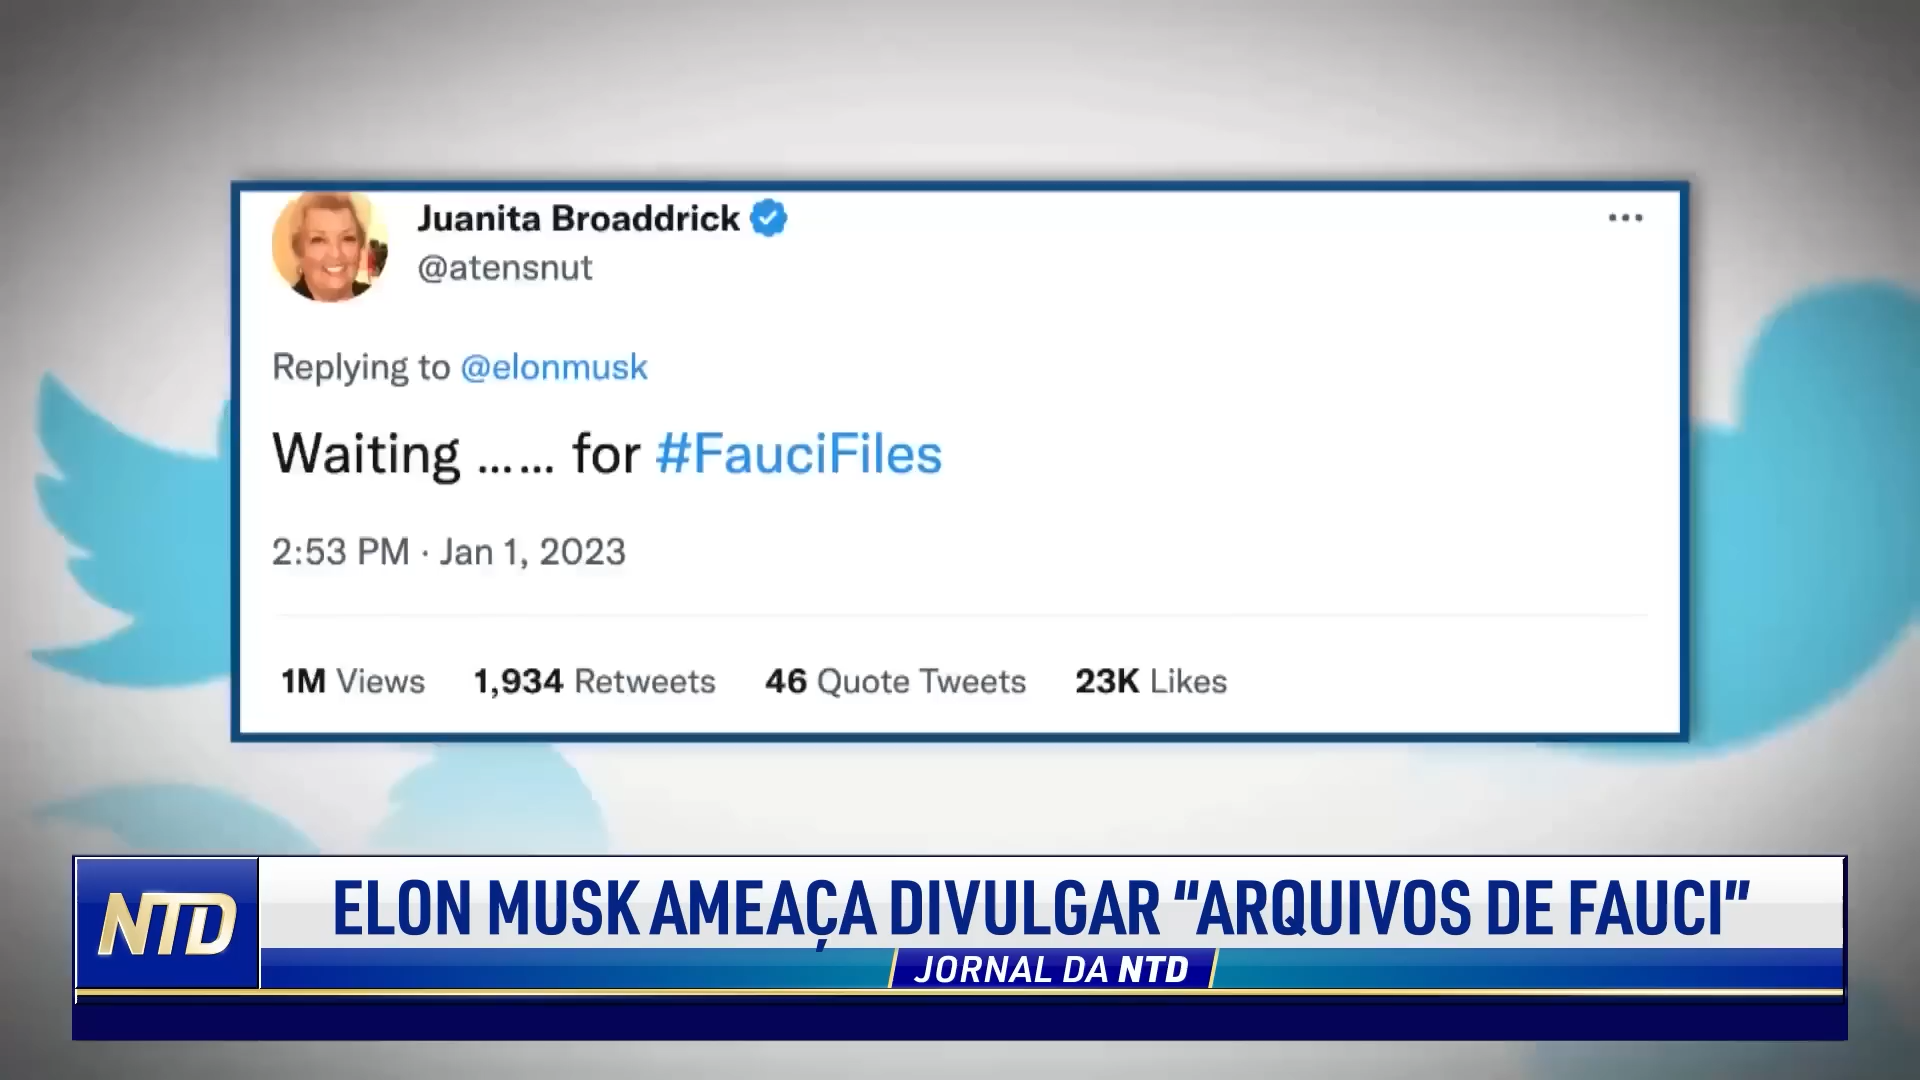 Juanita Broaddrick
@atensnut
Replying to @elonmusk
Waiting ...... for #FauciFiles
2:53 PM · Jan 1, 2023
1M Views 1,934 Retweets 46 Quote Tweets 23K Likes
NTD
ELON MUSK AMEAÇA DIVULGAR “ARQUIVOS DE FAUCI”
JORNAL DA NTD